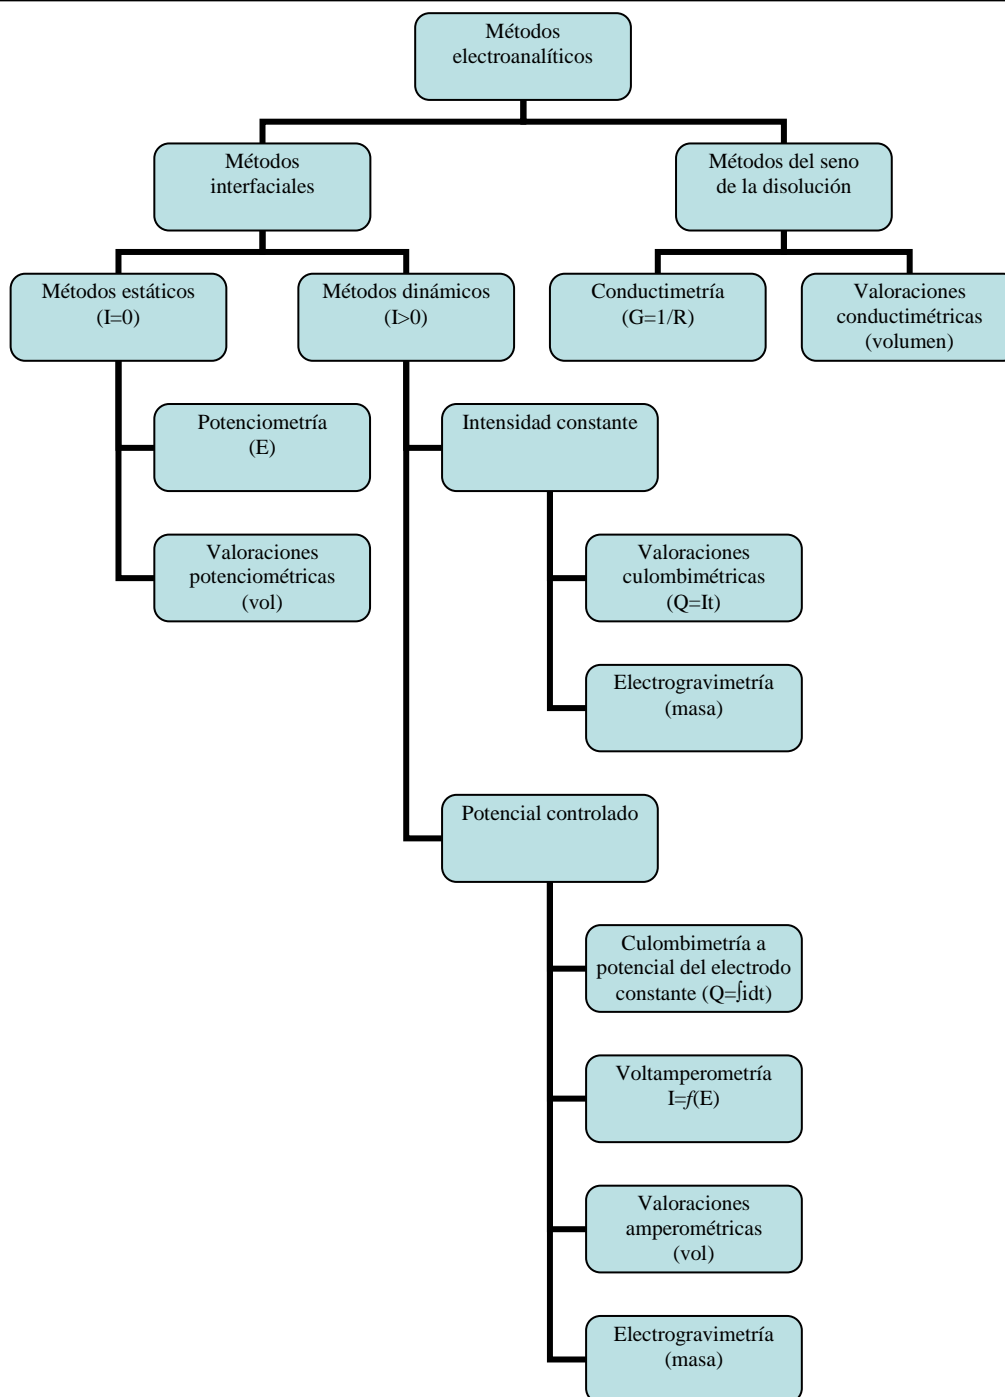 Métodos
electroanalíticos
Métodos
interfaciales
Métodos del seno
de la disolución
Métodos estáticos
(I=0)
Métodos dinámicos
(I>0)
Conductimetría
(G=1/R)
Valoraciones
conductimétricas
(volumen)
Potenciometría
(E)
Intensidad constante
Valoraciones
potenciométricas
(vol)
Valoraciones
culombimétricas
(Q=It)
Electrogravimetría
(masa)
Potencial controlado
Culombimetría a
potencial del electrodo
constante (Q=∫idt)
Voltamperometría
I=f(E)
Valoraciones
amperométricas
(vol)
Electrogravimetría
(masa)